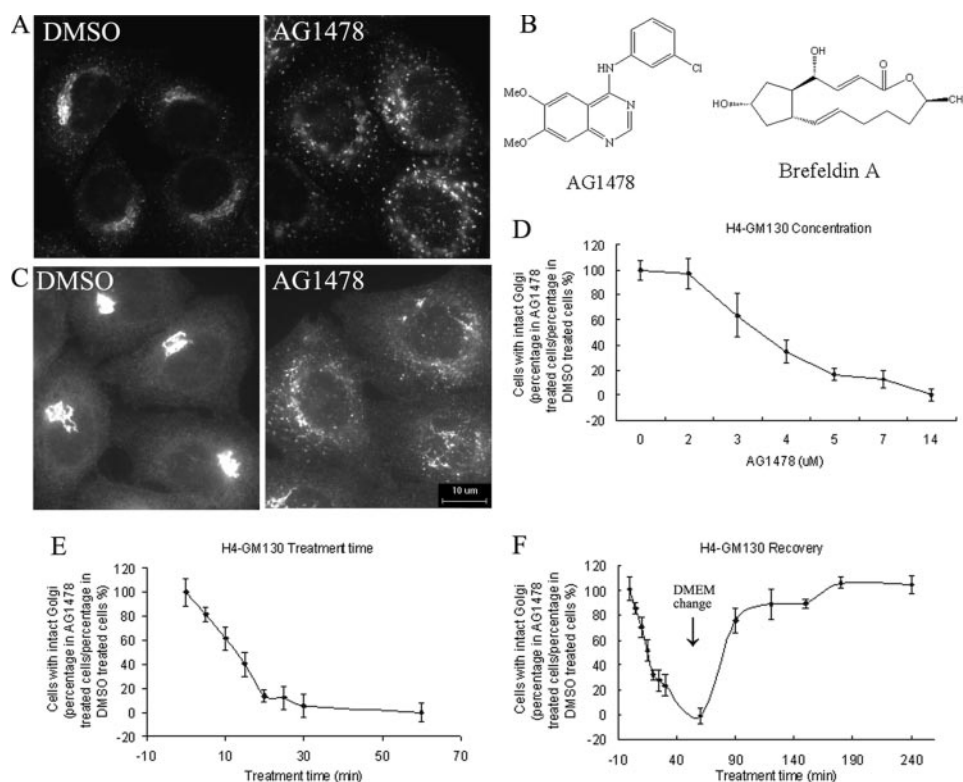 A
DMSO
AG1478
B
OH
HO
O
O
CH
HN
Cl
MeO
MeO
N
N
AG1478
Brefeldin A
C
DMSO
AG1478
10 um
D
H4-GM130 Concentration
Cells with intact Golgi
(percentage in AG1478
treated cells/percentage in
DMSO treated cells %)
120
100
80
60
40
20
0
-20
0 2 3 4 5 7 14
AG1478 (uM)
E
H4-GM130 Treatment time
Cells with intact Golgi
(percentage in AG1478
treated cells/percentage in
DMSO treated cells %)
120
100
80
60
40
20
0
-20
-10 10 30 50 70
Treatment time (min)
F
H4-GM130 Recovery
Cells with intact Golgi
(percentage in AG1478
treated cells/percentage in
DMSO treated cells %)
120
100
80
60
40
20
0
-20
DMEM
change
-10 40 90 140 190 240
Treatment time (min)